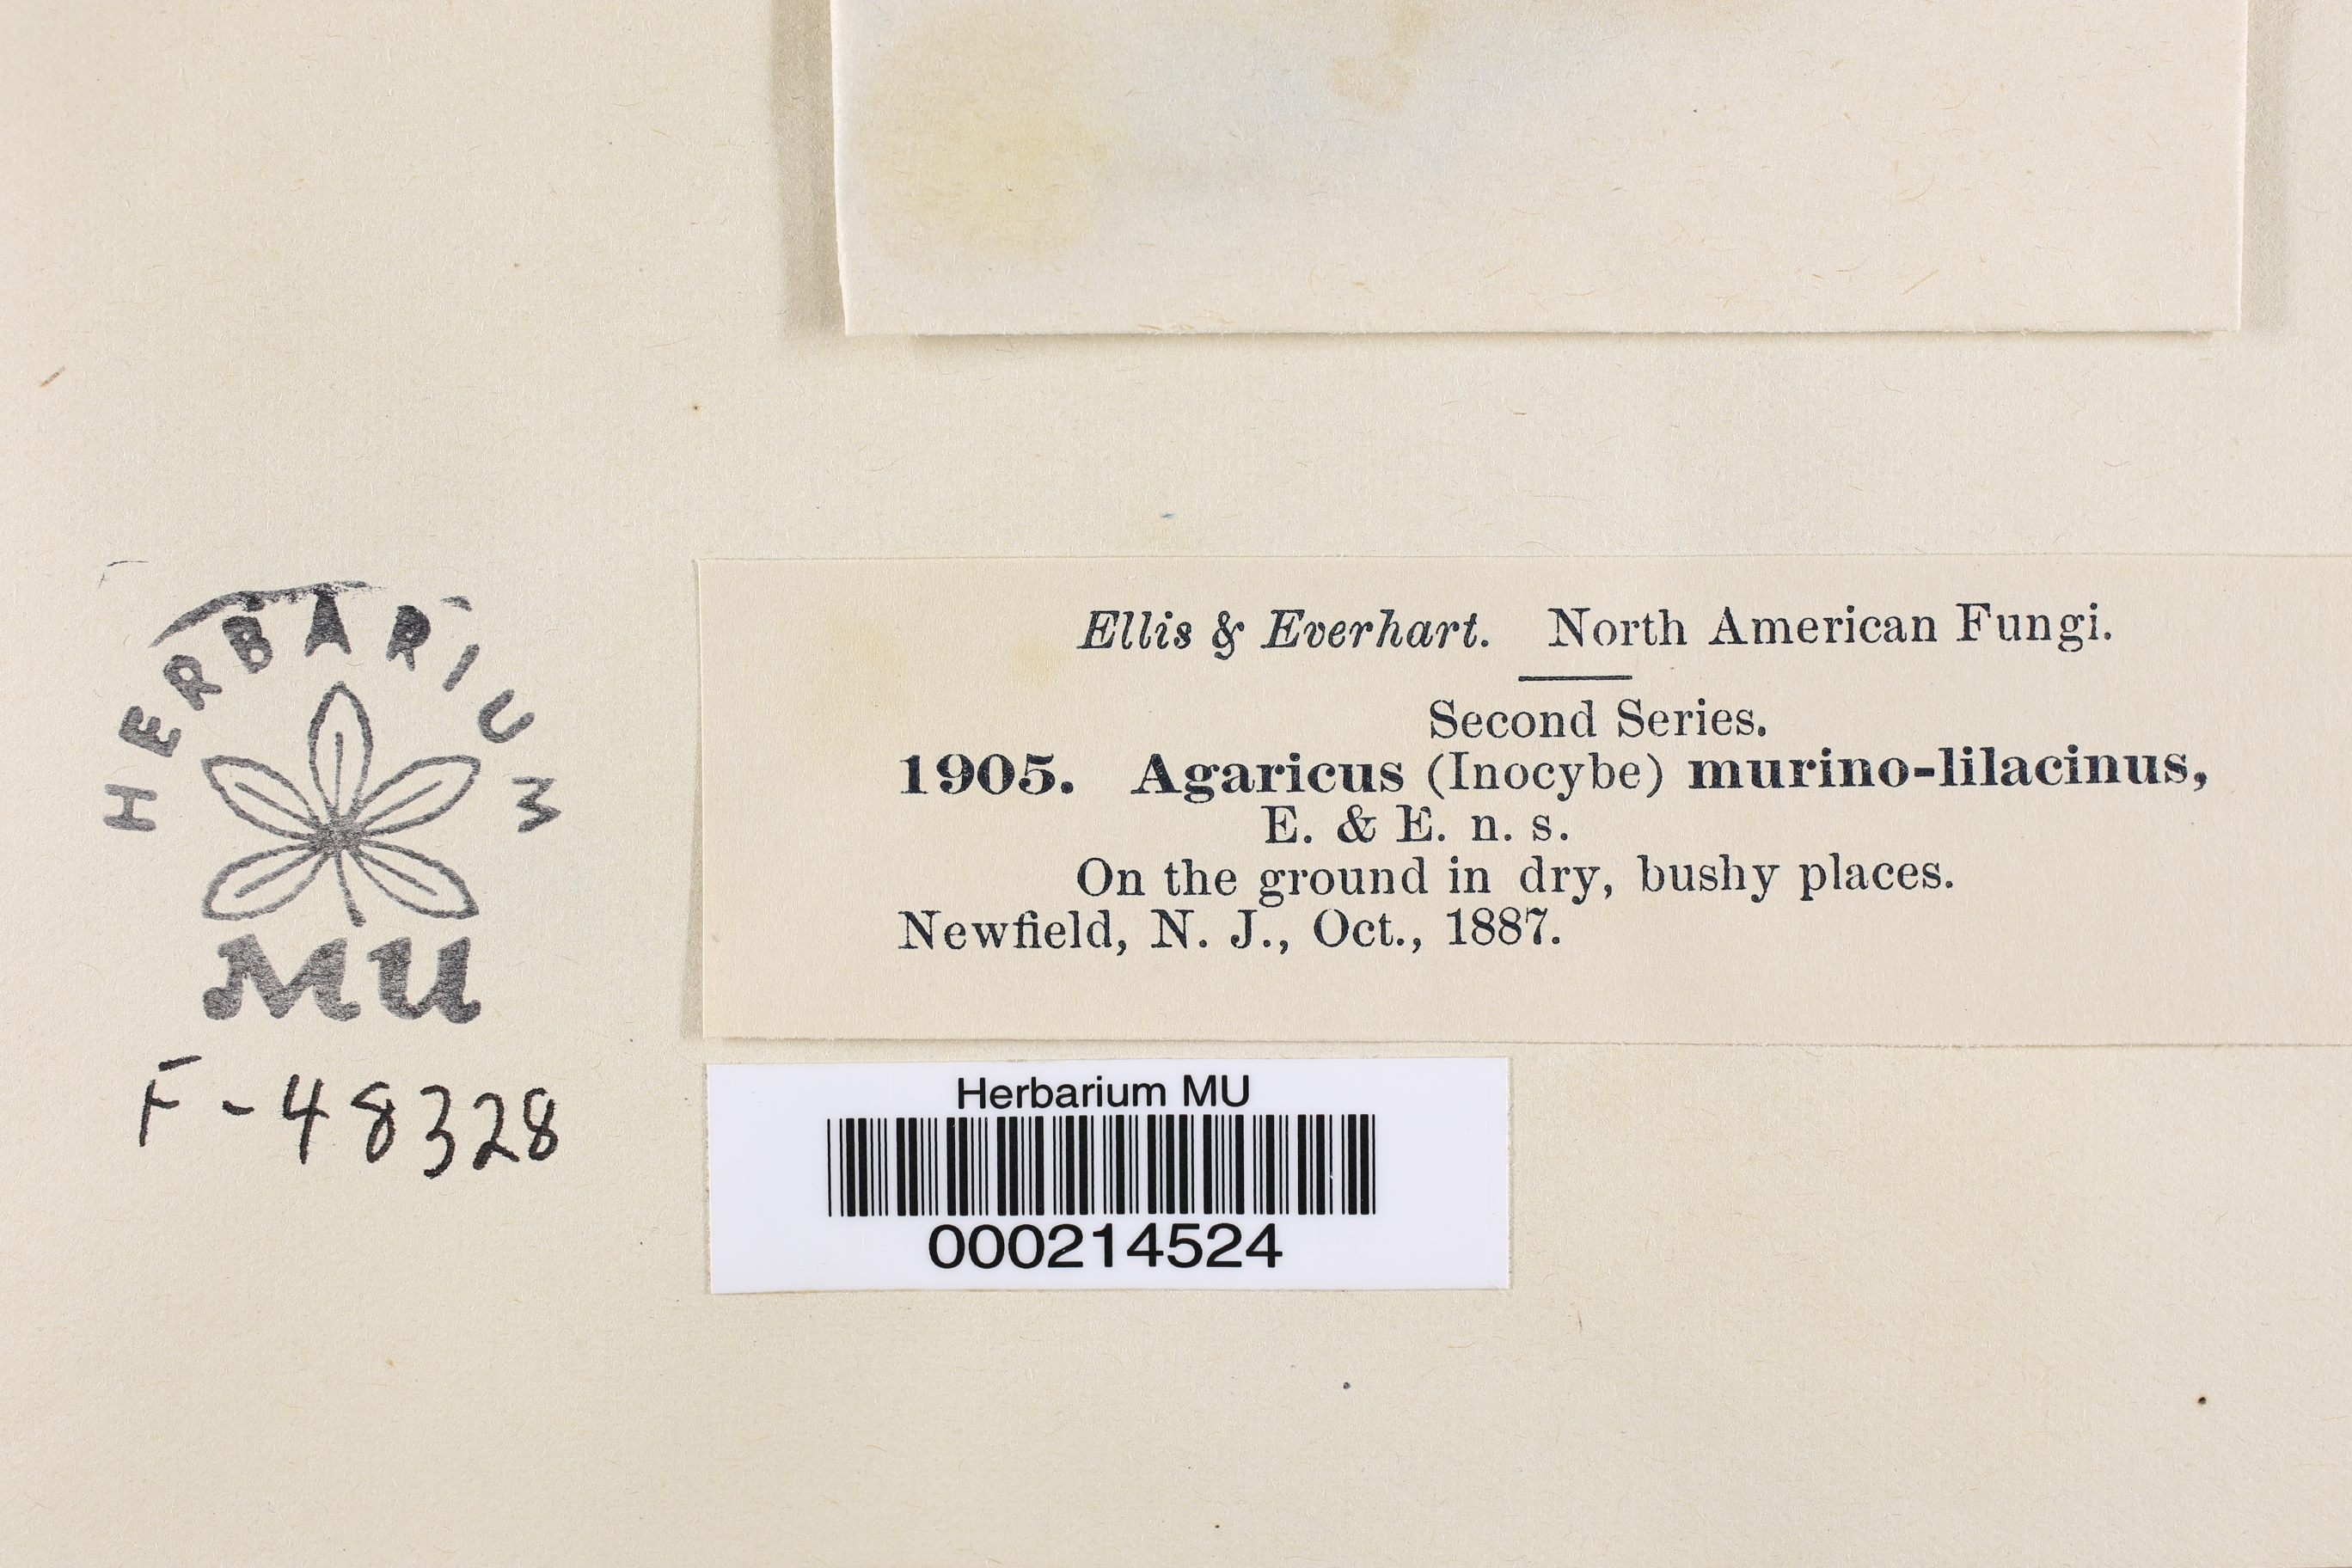 Ellis & Everhart. North American Fungi.
Second Series.
1905. Agaricus (Inocybe) murino-lilacinus,
E. & E. n. s.
On the ground in dry, bushy places.
Newfield, N. J., Oct., 1887.
HERBARIUM
MU
F-48328
Herbarium MU
000214524